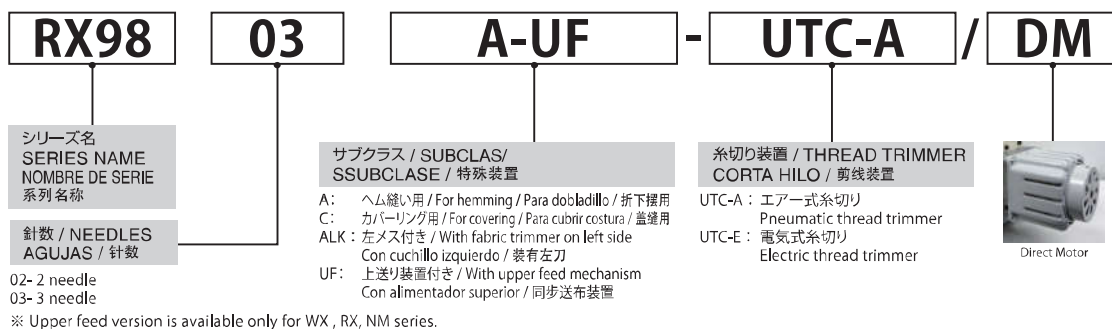 RX98 03 A-UF - UTC-A / DM
シリーズ名
SERIES NAME
NOMBRE DE SERIE
系列名称
針数 / NEEDLES
AGUJAS / 针数
02- 2 needle
03- 3 needle
サブクラス / SUBCLAS/
SSUBCLASE / 特殊装置
A: ヘム縫い用 / For hemming / Para dobladillo / 折下摆用
C: カバーリング用 / For covering / Para cubrir costura / 盖缝用
ALK: 左メス付き / With fabric trimmer on left side
Con cuchillo izquierdo / 装有左刀
UF: 上送り装置付き / With upper feed mechanism
Con alimentador superior / 同步送布装置
糸切り装置 / THREAD TRIMMER
CORTA HILO / 剪线装置
UTC-A : エアー式糸切り
Pneumatic thread trimmer
UTC-E : 電気式糸切り
Electric thread trimmer
Direct Motor
※ Upper feed version is available only for WX , RX, NM series.